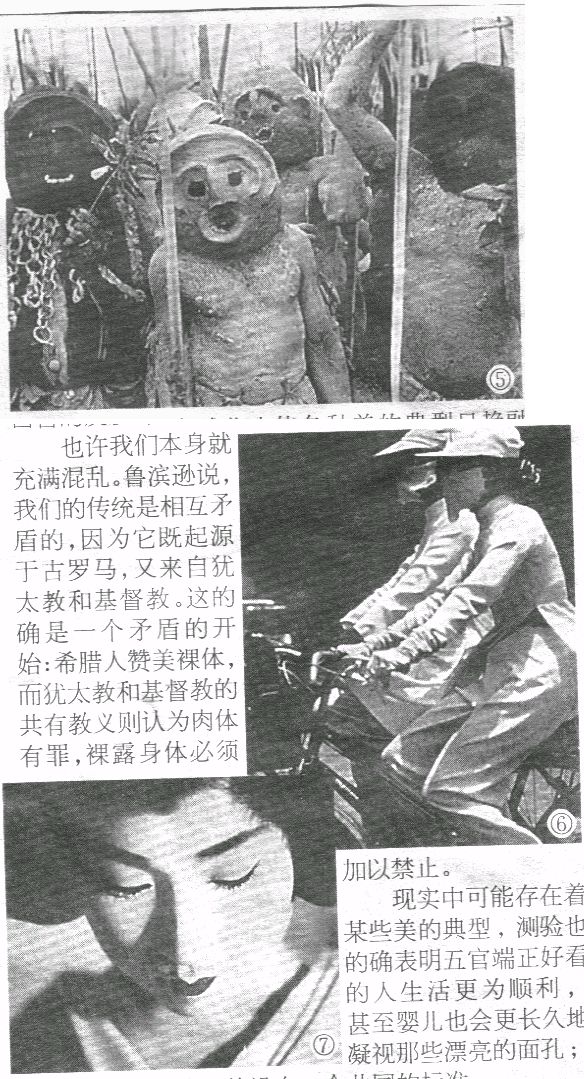 ⑤
也许我们本身就
充满混乱。鲁滨逊说，
我们的传统是相互矛
盾的，因为它既起源
于古罗马，又来自犹
太教和基督教。这的
确是一个矛盾的开
始：希腊人赞美裸体，
而犹太教和基督教的
共有教义则认为肉体
有罪，裸露身体必须
⑥
加以禁止。
现实中可能存在着
某些美的典型，测验也
的确表明五官端正好看
的人生活更为顺利，
甚至婴儿也会更长久地
凝视那些漂亮的面孔；
⑦